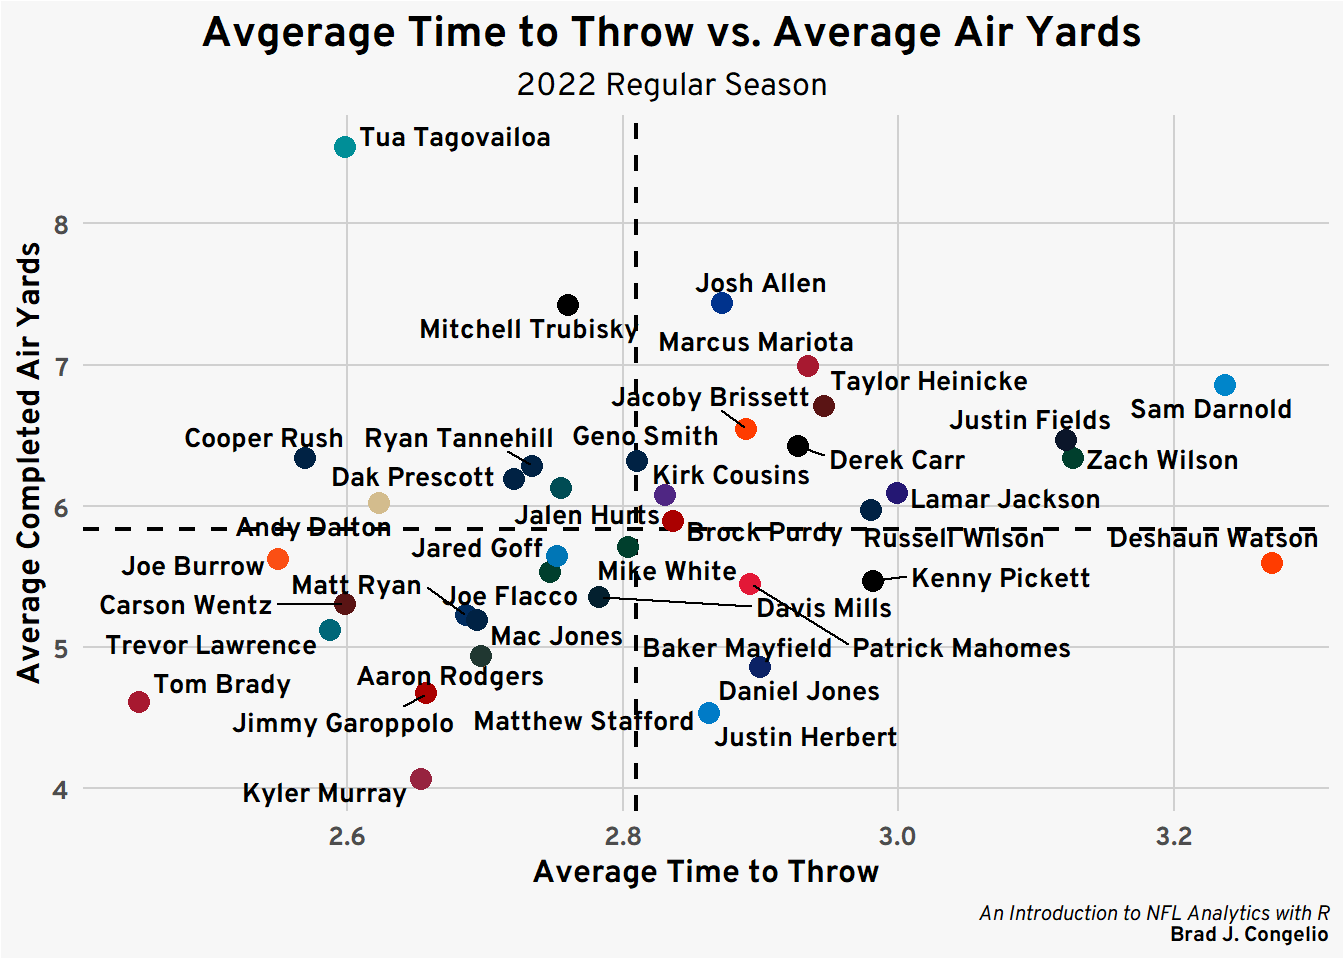 Avgerage Time to Throw vs. Average Air Yards
2022 Regular Season
Tua Tagovailoa
8
Josh Allen
Mitchell Trubisky
Marcus Mariota
7
Taylor Heinicke
Jacoby Brissett
Sam Darnold
Justin Fields
Cooper Rush
Ryan Tannehill
Geno Smith
Derek Carr
Zach Wilson
Dak Prescott
Kirk Cousins
Lamar Jackson
6
Jalen Hurts
Andy Dalton
Brock Purdy
Russell Wilson
Deshaun Watson
Jared Goff
Joe Burrow
Mike White
Kenny Pickett
Matt Ryan
Joe Flacco
Carson Wentz
Davis Mills
Mac Jones
Trevor Lawrence
5
Baker Mayfield
Patrick Mahomes
Aaron Rodgers
Tom Brady
Daniel Jones
Jimmy Garoppolo
Matthew Stafford
Justin Herbert
4
Kyler Murray
Average Completed Air Yards
2.6
2.8
3.0
3.2
Average Time to Throw
An Introduction to NFL Analytics with R
Brad J. Congelio